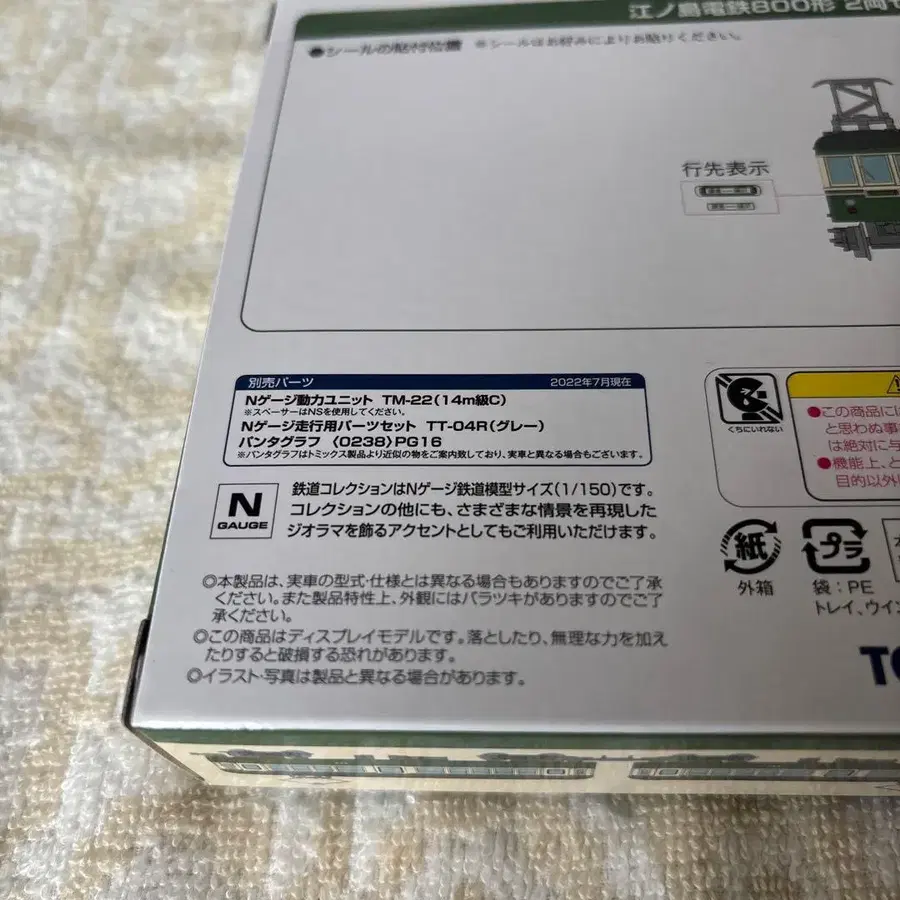 江ノ島電鉄800形 2両セ
●シールの貼付位置 ※シールはお好みによりお貼りください。
行先表示
別売パーツ 2022年7月現在
Nゲージ動力ユニット TM-22(14m級C)
※スペーサーはNSを使用してください。
Nゲージ走行用パーツセット TT-04R(グレー)
パンタグラフ〈0238〉PG16
※パンタグラフはトミックス製品より近似の物をご案内致しており、実車と異なる場合もございます。
N
GAUGE
鉄道コレクションはNゲージ鉄道模型サイズ(1/150)です。
コレクションの他にも、さまざまな情景を再現した
ジオラマを飾るアクセントとしてもご利用いただけます。
◎本製品は、実車の型式・仕様とは異なる場合もありますのでご了承
ください。また製品特性上、外観にはバラツキがありますのでご了
承ください。
◎この商品はディスプレイモデルです。落としたり、無理な力を加え
たりすると破損する恐れがあります。
◎イラスト・写真は製品と異なる場合があります。
くちにいれない
●この商品に
と思わぬ事
は絶対に与
●機能上、と
目的以外
紙
外箱
プラ
袋:PE
トレイ、ウイン